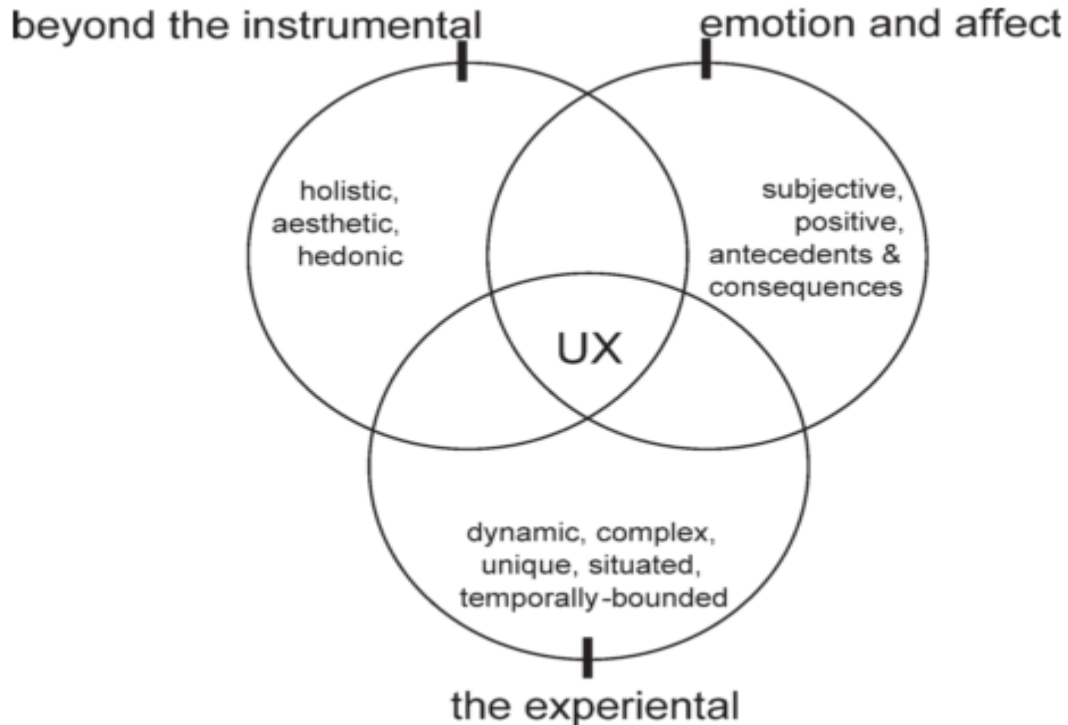 beyond the instrumental
emotion and affect
holistic,
aesthetic,
hedonic
subjective,
positive,
antecedents &
consequences
UX
dynamic, complex,
unique, situated,
temporally-bounded
the experiental